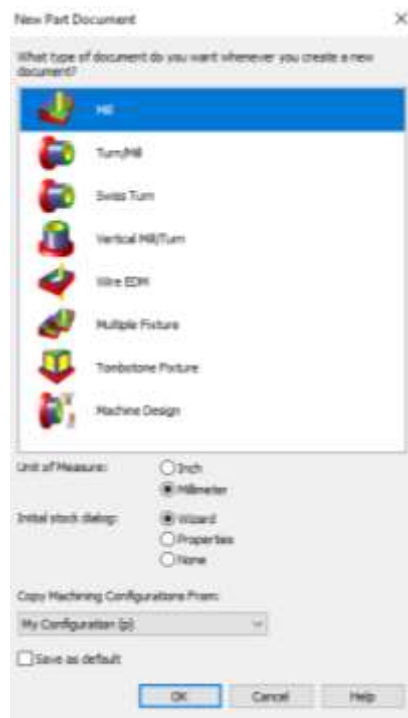 New Part Document
What type of document do you want whenever you create a new
document?
Mill
Turn/Mill
Swiss Turn
Vertical Mill/Turn
Wire EDM
Multiple Fixture
Tombstone Fixture
Machine Design
Unit of Measure:
Inch
Millimeter
Initial stock dialog:
Wizard
Properties
None
Copy Machining Configurations From:
My Configuration (p)
Save as default
OK
Cancel
Help